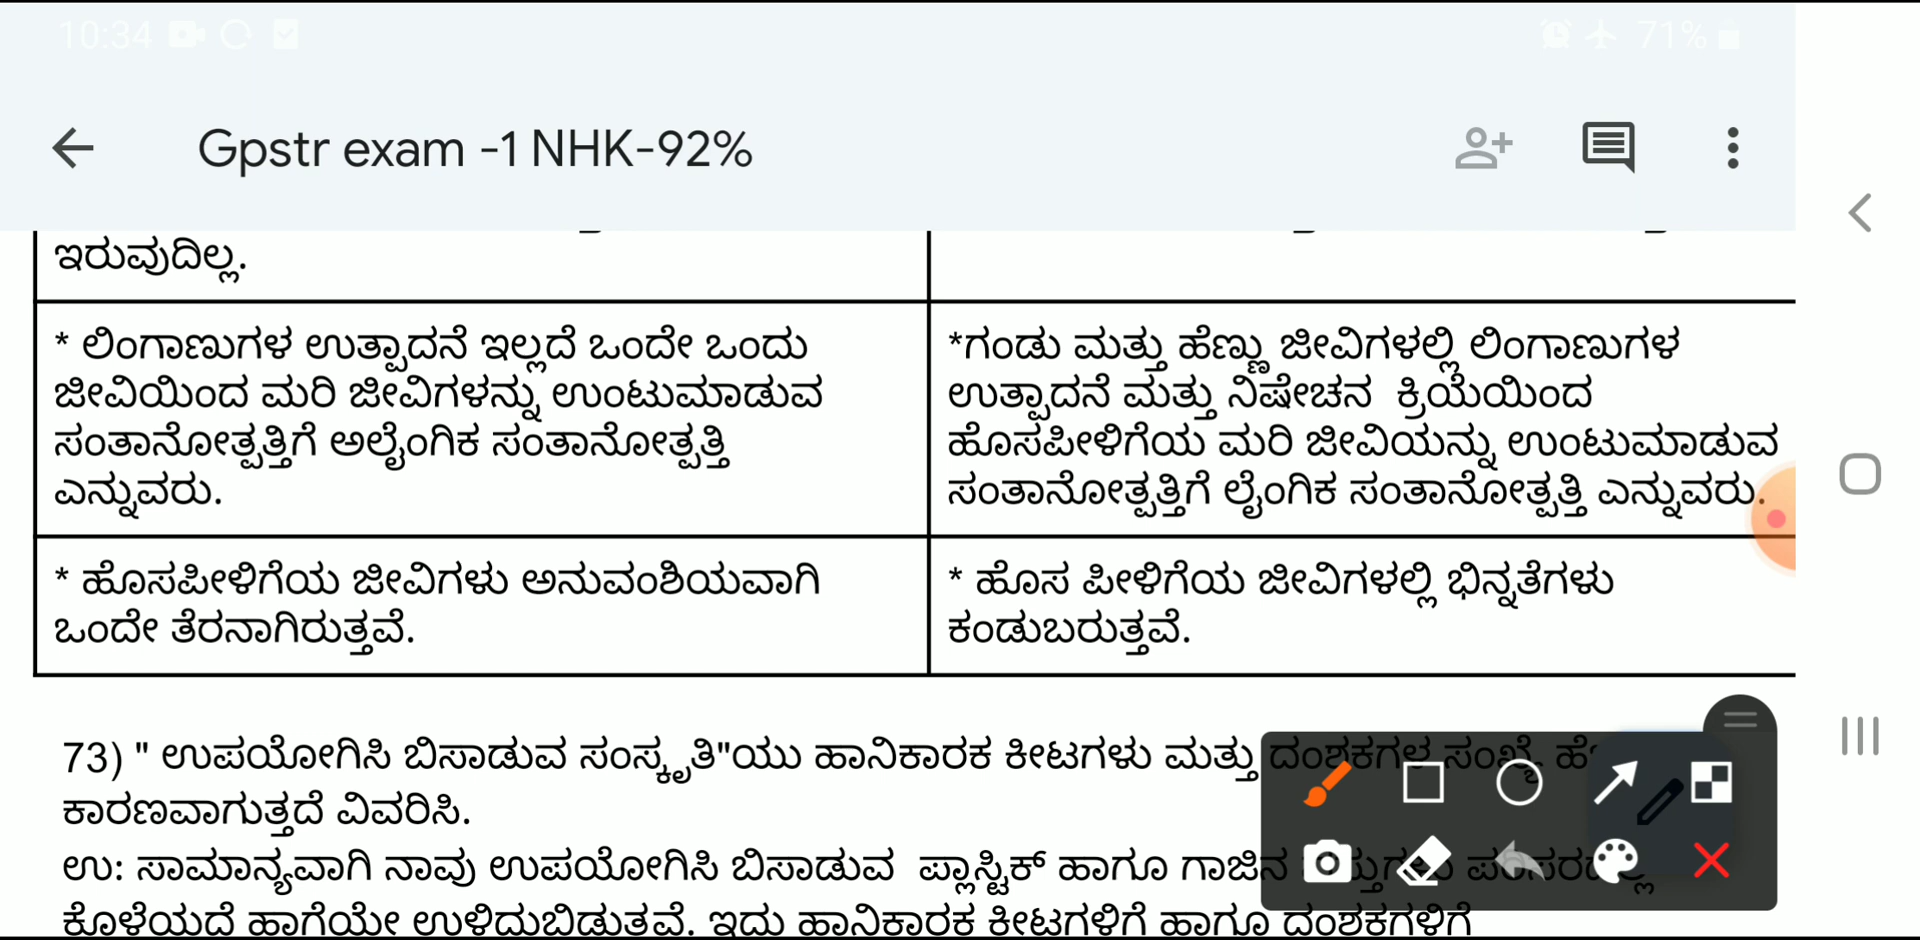 10:34
71%
Gpstr exam -1 NHK-92%
ಇರುವುದಿಲ್ಲ.
* ಲಿಂಗಾಣುಗಳ ಉತ್ಪಾದನೆ ಇಲ್ಲದೆ ಒಂದೇ ಒಂದು
ಜೀವಿಯಿಂದ ಮರಿ ಜೀವಿಗಳನ್ನು ಉಂಟುಮಾಡುವ
ಸಂತಾನೋತ್ಪತ್ತಿಗೆ ಅಲೈಂಗಿಕ ಸಂತಾನೋತ್ಪತ್ತಿ
ಎನ್ನುವರು.
*ಗಂಡು ಮತ್ತು ಹೆಣ್ಣು ಜೀವಿಗಳಲ್ಲಿ ಲಿಂಗಾಣುಗಳ
ಉತ್ಪಾದನೆ ಮತ್ತು ನಿಷೇಚನ ಕ್ರಿಯೆಯಿಂದ
ಹೊಸಪೀಳಿಗೆಯ ಮರಿ ಜೀವಿಯನ್ನು ಉಂಟುಮಾಡುವ
ಸಂತಾನೋತ್ಪತ್ತಿಗೆ ಲೈಂಗಿಕ ಸಂತಾನೋತ್ಪತ್ತಿ ಎನ್ನುವರು.
* ಹೊಸಪೀಳಿಗೆಯ ಜೀವಿಗಳು ಅನುವಂಶಿಯವಾಗಿ
ಒಂದೇ ತೆರನಾಗಿರುತ್ತವೆ.
* ಹೊಸ ಪೀಳಿಗೆಯ ಜೀವಿಗಳಲ್ಲಿ ಭಿನ್ನತೆಗಳು
ಕಂಡುಬರುತ್ತವೆ.
73) " ಉಪಯೋಗಿಸಿ ಬಿಸಾಡುವ ಸಂಸ್ಕೃತಿ"ಯು ಹಾನಿಕಾರಕ ಕೀಟಗಳು ಮತ್ತು ದಂಶಕಗಳ ಸಂಖ್ಯೆ
ಕಾರಣವಾಗುತ್ತದೆ ವಿವರಿಸಿ.
ಉ: ಸಾಮಾನ್ಯವಾಗಿ ನಾವು ಉಪಯೋಗಿಸಿ ಬಿಸಾಡುವ ಪ್ಲಾಸ್ಟಿಕ್ ಹಾಗೂ ಗಾಜಿನ
ಕೊಳೆಯದೆ ಹಾಗೆಯೇ ಉಳಿದುಬಿಡುತ್ತವೆ. ಇದು ಹಾನಿಕಾರಕ ಕೀಟಗಳಿಗೆ ಹಾಗೂ ದಂಶಕಗಳಿಗೆ